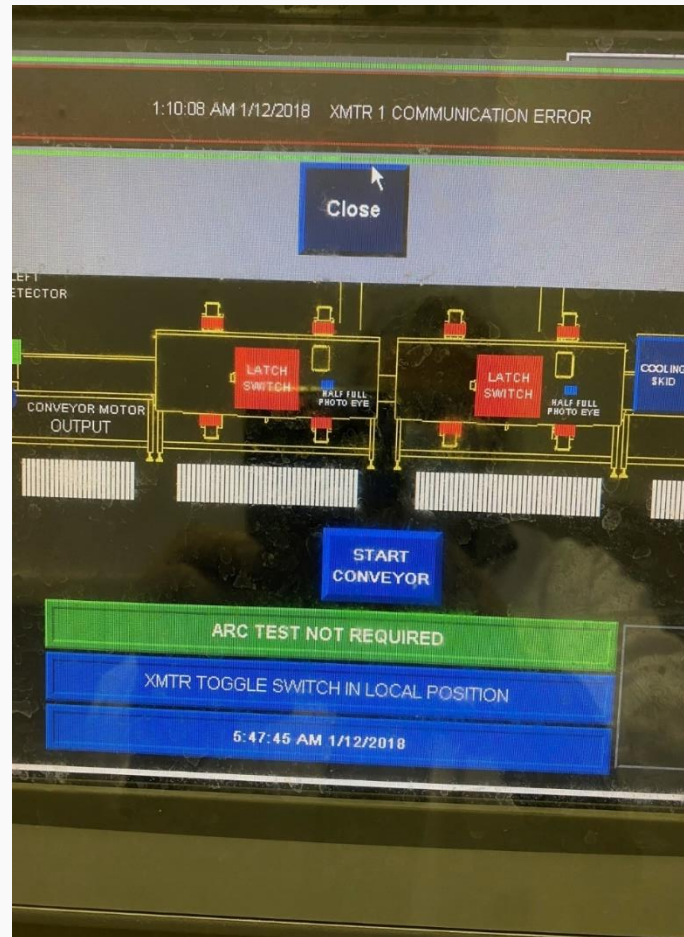 1:10:08 AM 1/12/2018 XMTR 1 COMMUNICATION ERROR
Close
LEFT
DETECTOR
LATCH
SWITCH
HALF FULL
PHOTO EYE
LATCH
SWITCH
HALF FULL
PHOTO EYE
COOLING
SKID
CONVEYOR MOTOR
OUTPUT
START
CONVEYOR
ARC TEST NOT REQUIRED
XMTR TOGGLE SWITCH IN LOCAL POSITION
5:47:45 AM 1/12/2018